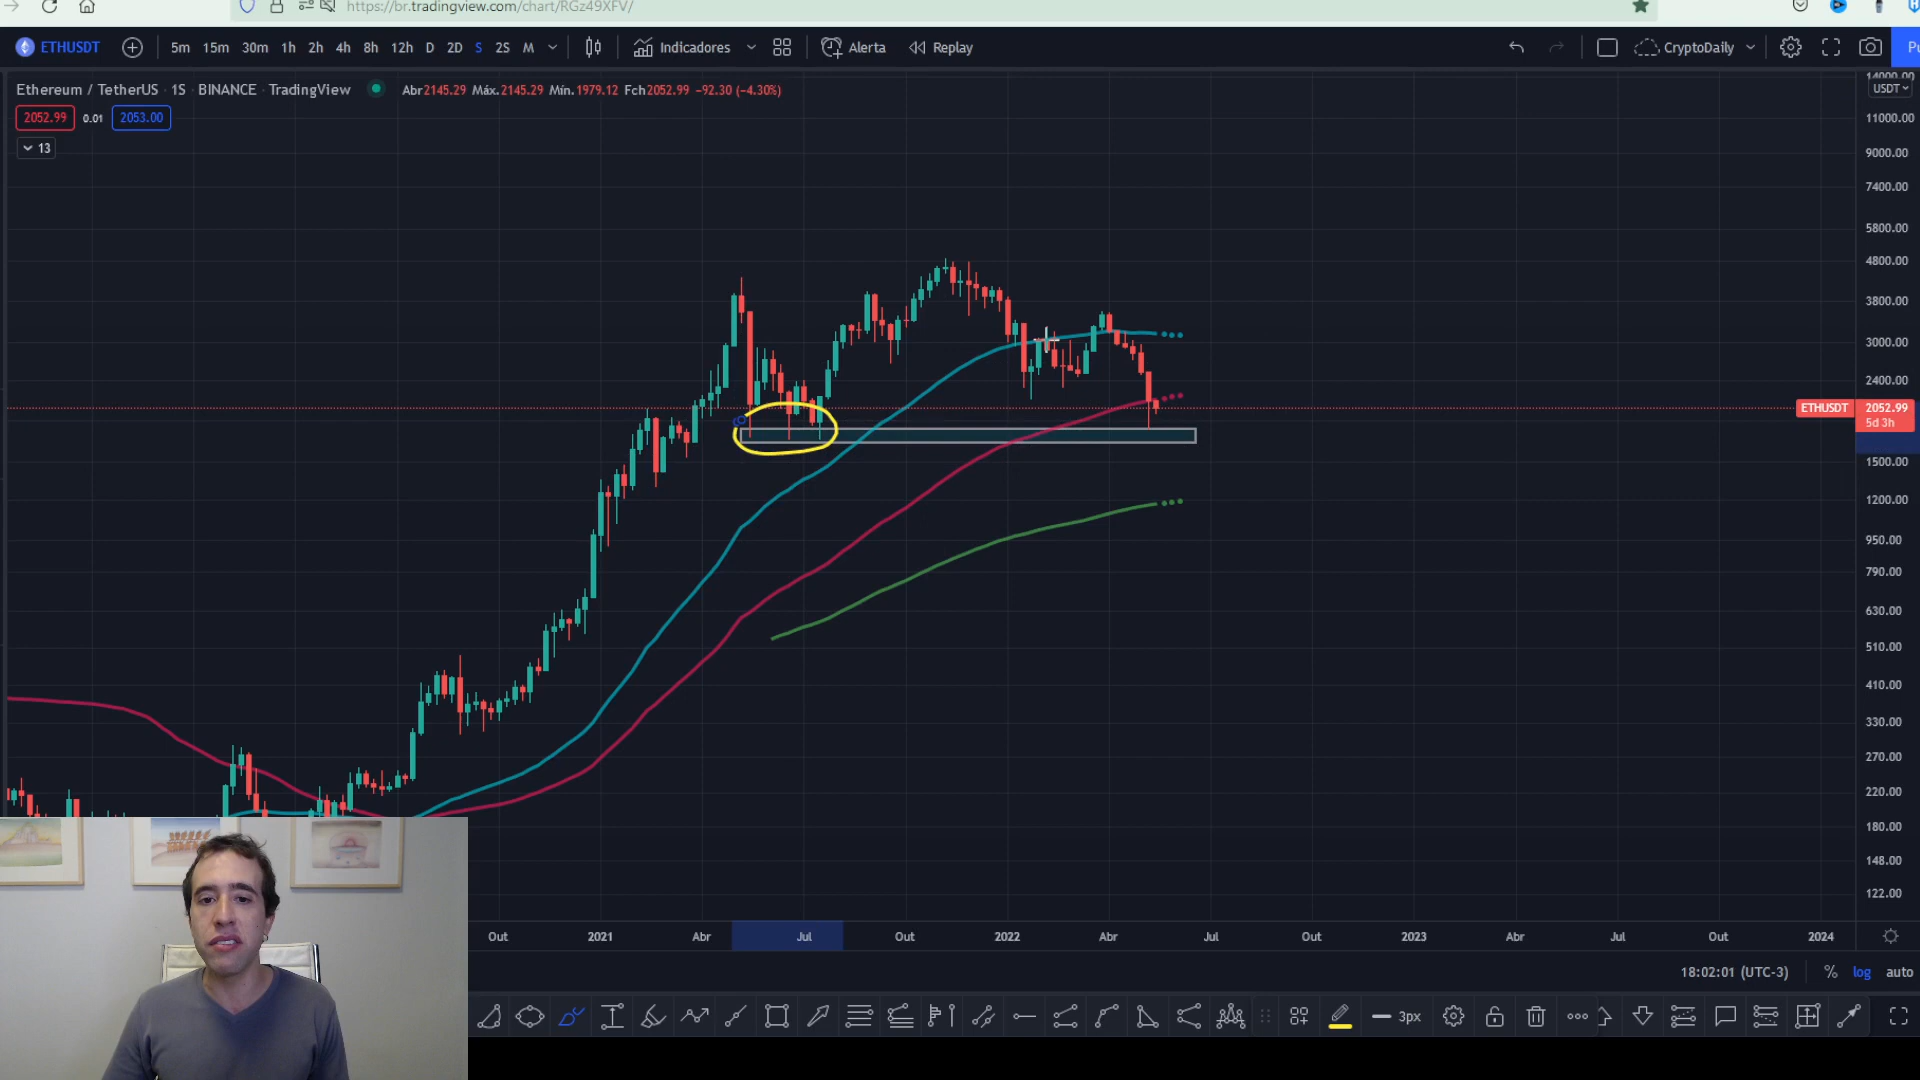 https://br.tradingview.com/chart/RGz49XFV/
ETHUSDT 5m 15m 30m 1h 2h 4h 8h 12h D 2D S 2S M Indicadores Alerta Replay CryptoDaily
Ethereum / TetherUS · 1S · BINANCE · TradingView Abr2145.29 Máx.2145.29 Mín.1979.12 Fch2052.99 −92.30 (−4.30%)
2052.99 0.01 2053.00
13
14000.00
USDT
11000.00
9000.00
7400.00
5800.00
4800.00
3800.00
3000.00
2400.00
ETHUSDT 2052.99
5d 3h
1500.00
1200.00
950.00
790.00
630.00
510.00
410.00
330.00
270.00
220.00
180.00
148.00
122.00
Out 2021 Abr Jul Out 2022 Abr Jul Out 2023 Abr Jul Out 2024
18:02:01 (UTC-3) % log auto
3px